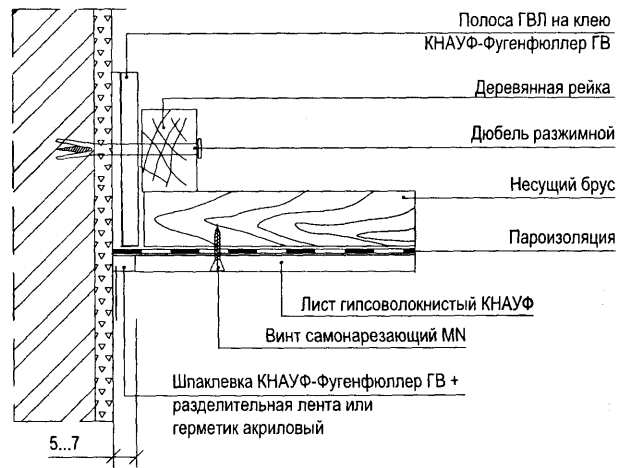 Полоса ГВЛ на клею
КНАУФ-Фугенфюллер ГВ
Деревянная рейка
Дюбель разжимной
Несущий брус
Пароизоляция
Лист гипсоволокнистый КНАУФ
Винт самонарезающий MN
Шпаклевка КНАУФ-Фугенфюллер ГВ +
разделительная лента или
герметик акриловый
5...7